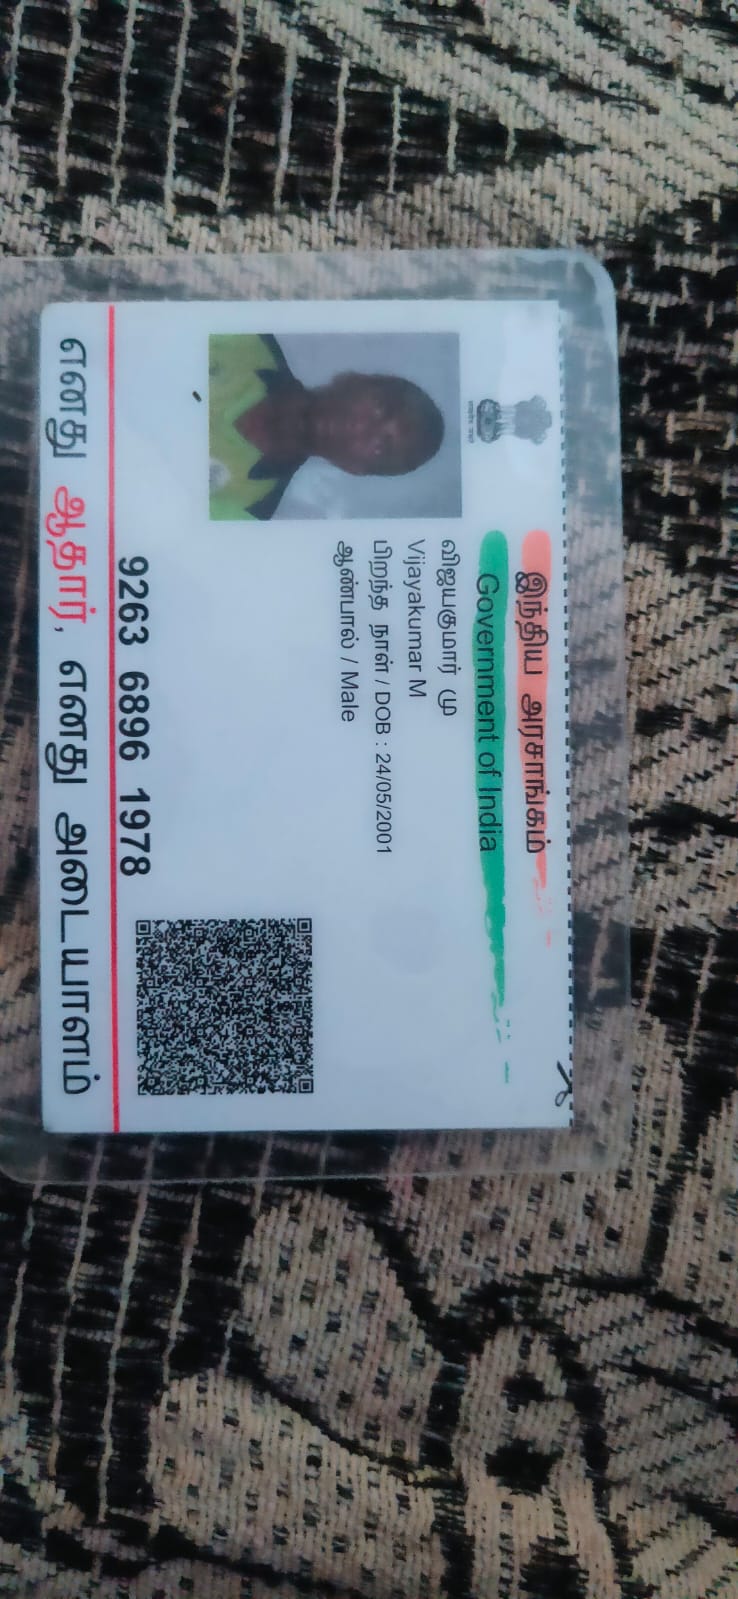 இந்திய அரசாங்கம்
Government of India
விஜயகுமார் மு
Vijayakumar M
பிறந்த நாள் / DOB : 24/05/2001
ஆண்பால் / Male
9263 6896 1978
எனது ஆதார், எனது அடையாளம்